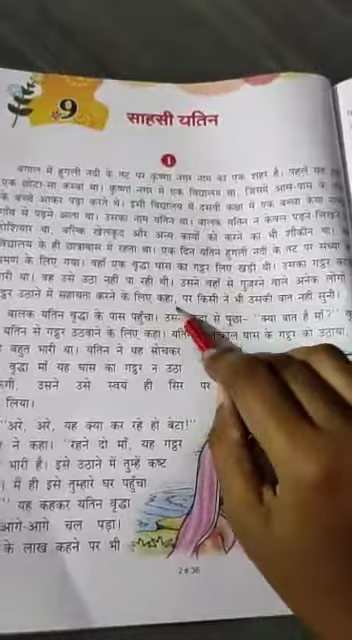 9
साहसी यतिन
1
बंगाल में हुगली नदी के तट पर कृष्णा नगर नाम का एक शहर है। पहले यह
एक छोटा-सा कस्बा था। कृष्णा नगर में एक विद्यालय था, जिसमें आस-पास के
के बच्चे आकर पढ़ा करते थे। इसी विद्यालय में दसवीं कक्षा में एक बच्चा
गाँव से पढ़ने आता था। उसका नाम यतिन था। बालक यतिन न केवल पढ़ने लिखने
होशियार था, बल्कि खेलकूद और अन्य कार्यों को करने का भी शौकीन था।
विद्यालय के ही छात्रावास में रहता था। एक दिन यतिन हुगली नदी के तट पर संध्या
भ्रमण के लिए गया। वहाँ एक वृद्धा घास का गट्ठर लिए खड़ी थी। उसका गट्ठर का
भारी था। वह उसे उठा नहीं पा रही थी। उसने वहाँ से गुजरने वाले अनेक लोगों
ट्ठर उठाने में सहायता करने के लिए कहा, पर किसी ने भी उसकी बात नहीं सुनी।
बालक यतिन वृद्धा के पास पहुँचा। उसने से पूछा- "क्या बात है माँ?"
यतिन से गट्ठर उठवाने के लिए कहा। घास के गट्ठर को उठाया,
बहुत भारी था। यतिन ने यह सोचकर
वृद्धा माँ यह घास का गट्ठर न उठा
उसने उसे स्वयं ही सिर पर
लिया।
"अरे, अरे, यह क्या कर रहे हो बेटा!"
ने कहा। "रहने दो माँ, यह गट्ठर
भारी है। इसे उठाने में तुम्हें कष्ट
। मैं ही इसे तुम्हारे घर पहुँचा
", यह कहकर यतिन वृद्धा
आगे-आगे चल पड़ा।
के लाख कहने पर भी